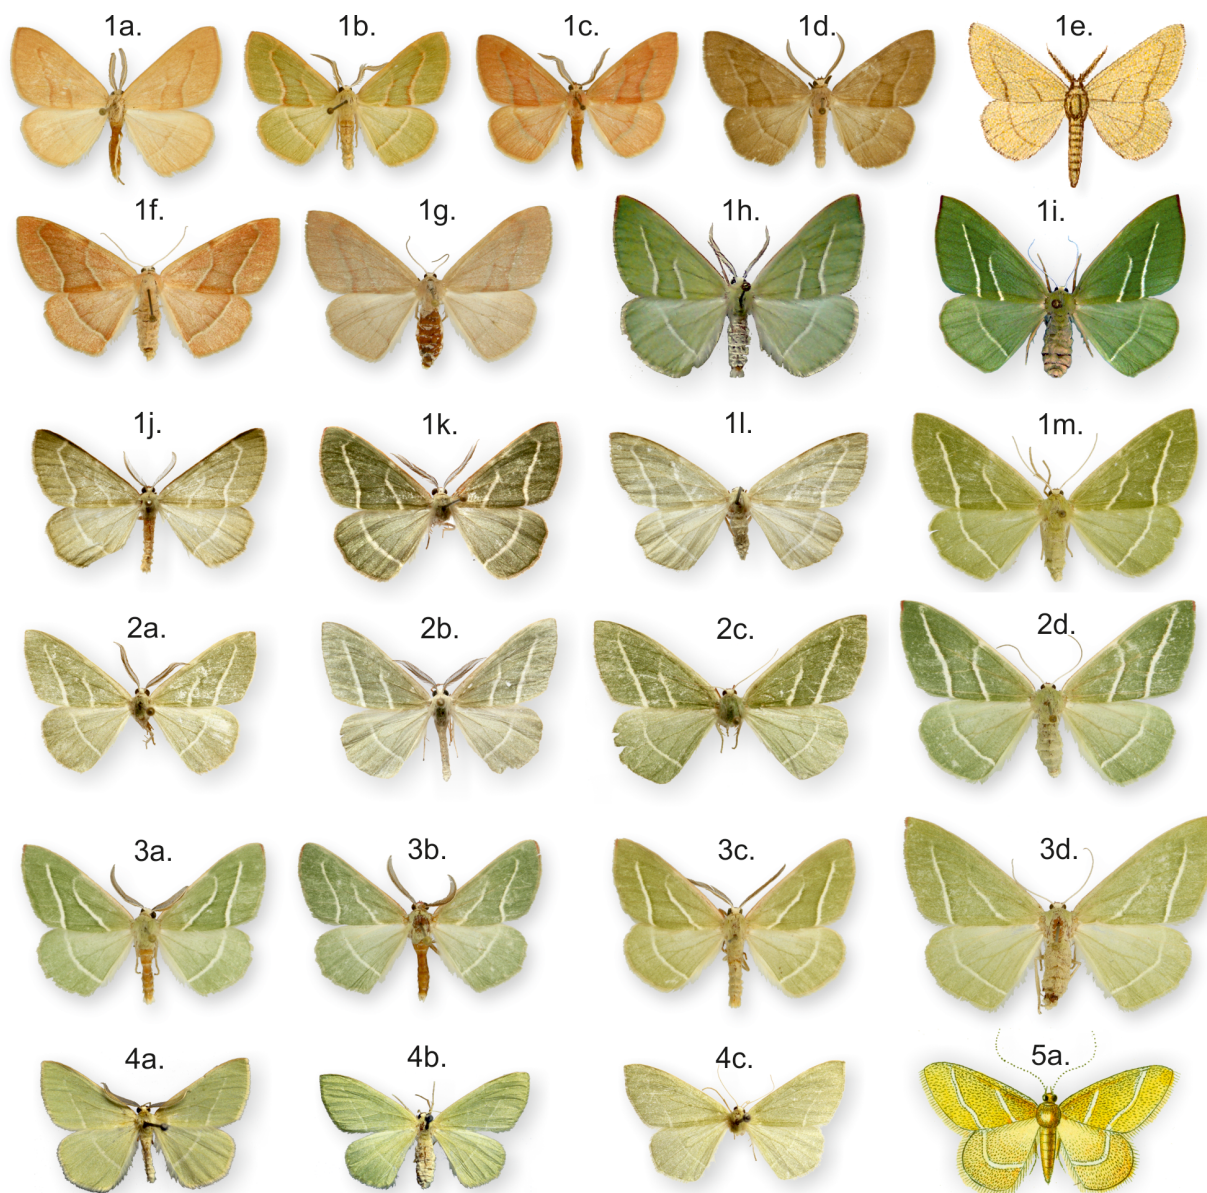 1a. 1b. 1c. 1d. 1e.
1f. 1g. 1h. 1i.
1j. 1k. 1l. 1m.
2a. 2b. 2c. 2d.
3a. 3b. 3c. 3d.
4a. 4b. 4c. 5a.